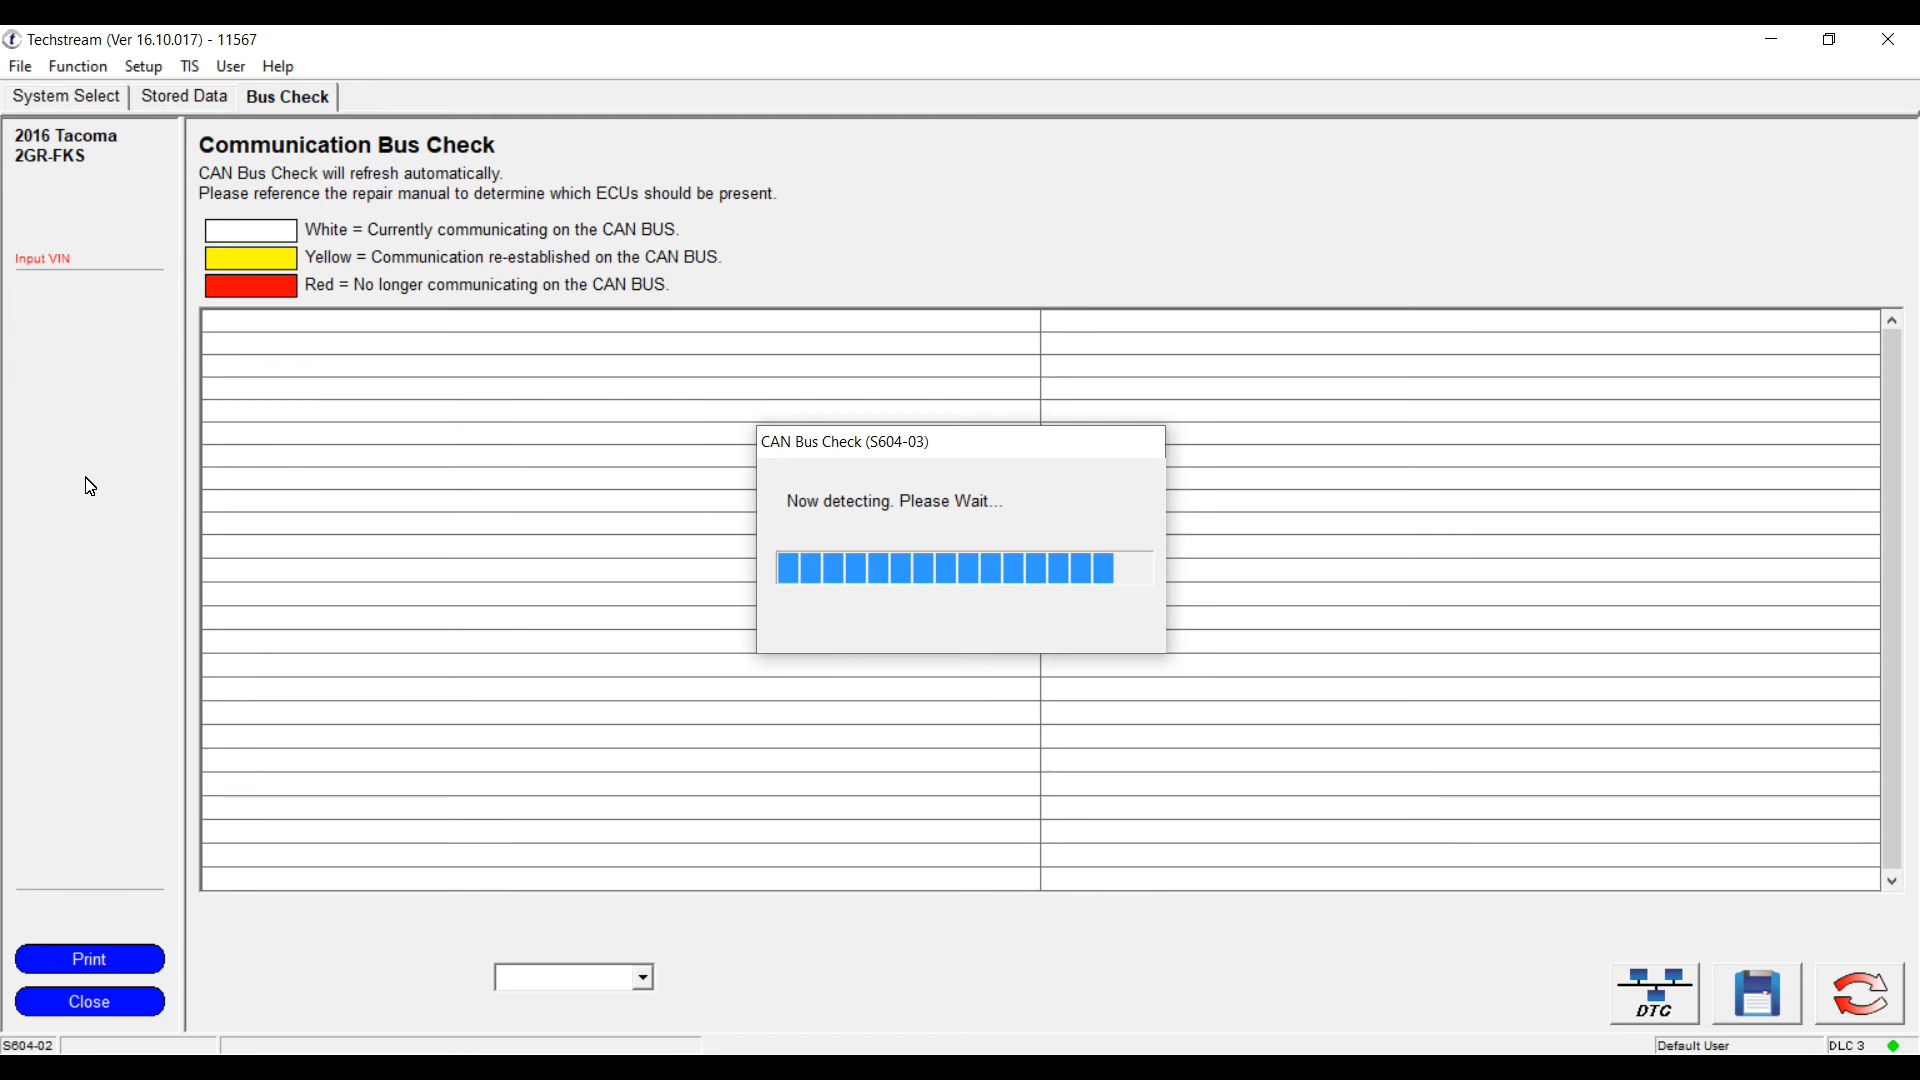 Techstream (Ver 16.10.017) - 11567
File Function Setup TIS User Help
System Select Stored Data Bus Check
2016 Tacoma
2GR-FKS
Input VIN
Communication Bus Check
CAN Bus Check will refresh automatically.
Please reference the repair manual to determine which ECUs should be present.
White = Currently communicating on the CAN BUS.
Yellow = Communication re-established on the CAN BUS.
Red = No longer communicating on the CAN BUS.
CAN Bus Check (S604-03)
Now detecting. Please Wait...
Print
Close
DTC
S604-02
Default User
DLC 3